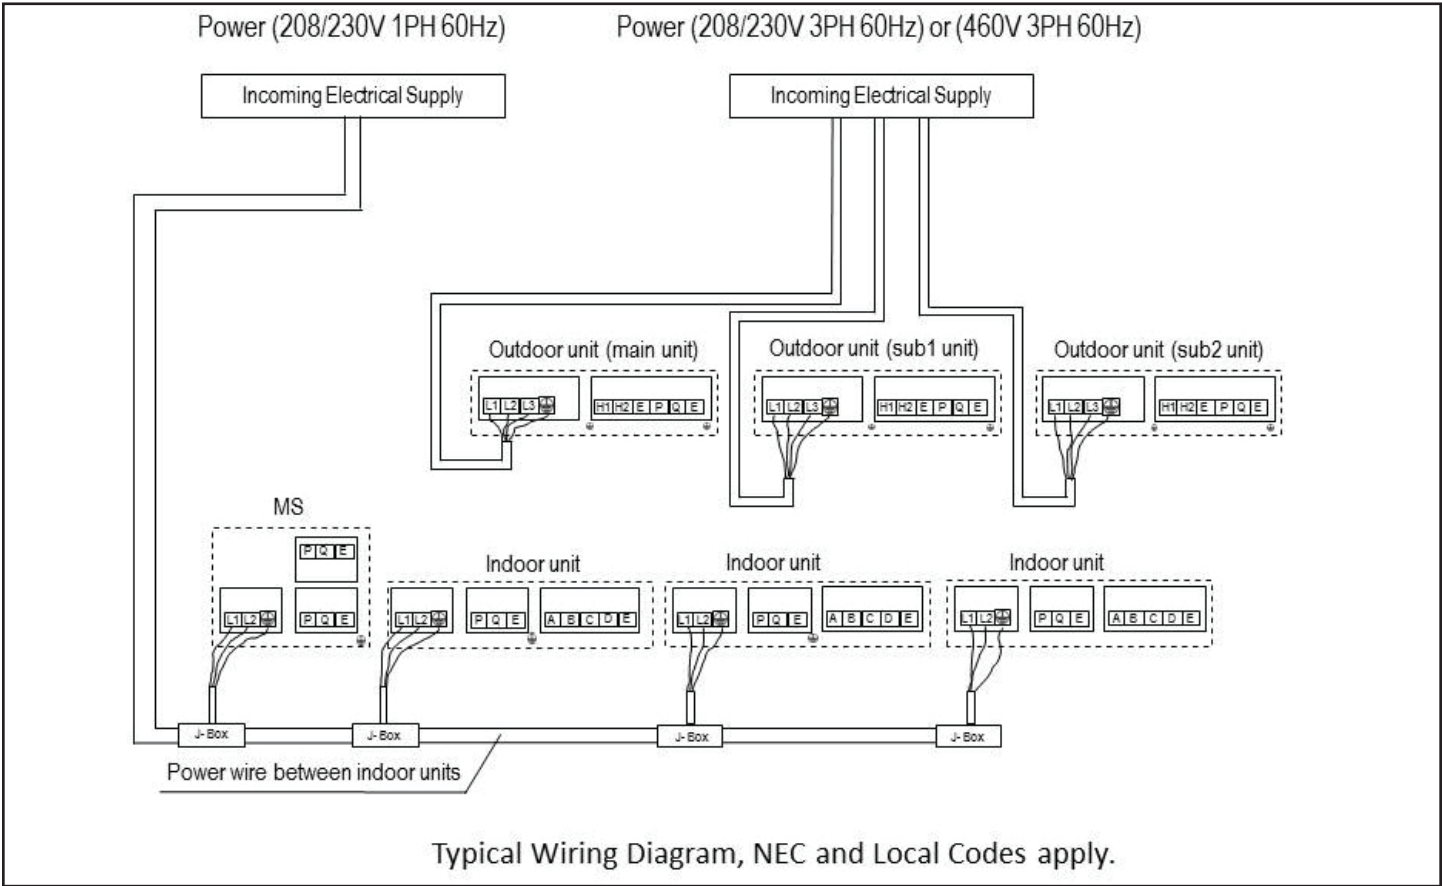 Power (208/230V 1PH 60Hz)
Power (208/230V 3PH 60Hz) or (460V 3PH 60Hz)
Incoming Electrical Supply
Incoming Electrical Supply
Outdoor unit (main unit)
Outdoor unit (sub1 unit)
Outdoor unit (sub2 unit)
L1 L2 L3
H1 H2 E P Q E
L1 L2 L3
H1 H2 E P Q E
L1 L2 L3
H1 H2 E P Q E
MS
P Q E
L1 L2
P Q E
Indoor unit
L1 L2
P Q E
A B C D E
Indoor unit
L1 L2
P Q E
A B C D E
Indoor unit
L1 L2
P Q E
A B C D E
J- Box
J- Box
J- Box
J- Box
Power wire between indoor units
Typical Wiring Diagram, NEC and Local Codes apply.